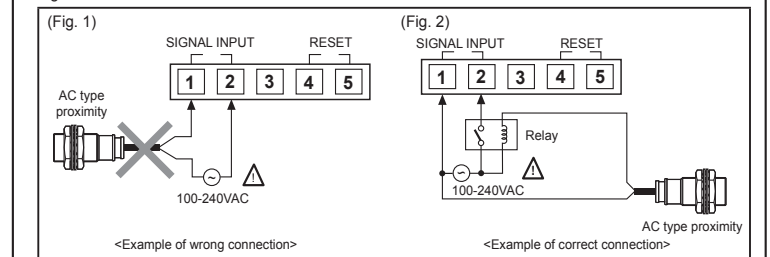 (Fig. 1)
SIGNAL INPUT RESET
1 2 3 4 5
AC type
proximity
100-240VAC
<Example of wrong connection>
(Fig. 2)
SIGNAL INPUT RESET
1 2 3 4 5
Relay
100-240VAC
AC type proximity
<Example of correct connection>